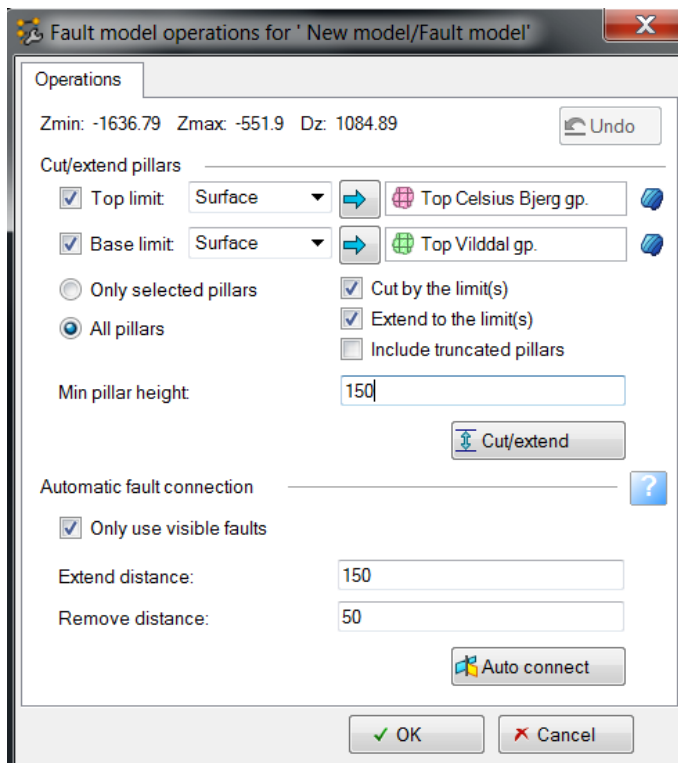 Fault model operations for ' New model/Fault model'
Operations
Zmin: -1636.79 Zmax: -551.9 Dz: 1084.89
Undo
Cut/extend pillars
Top limit: Surface Top Celsius Bjerg gp.
Base limit: Surface Top Vilddal gp.
Only selected pillars Cut by the limit(s)
All pillars Extend to the limit(s)
Include truncated pillars
Min pillar height: 150
Cut/extend
Automatic fault connection ?
Only use visible faults
Extend distance: 150
Remove distance: 50
Auto connect
OK Cancel